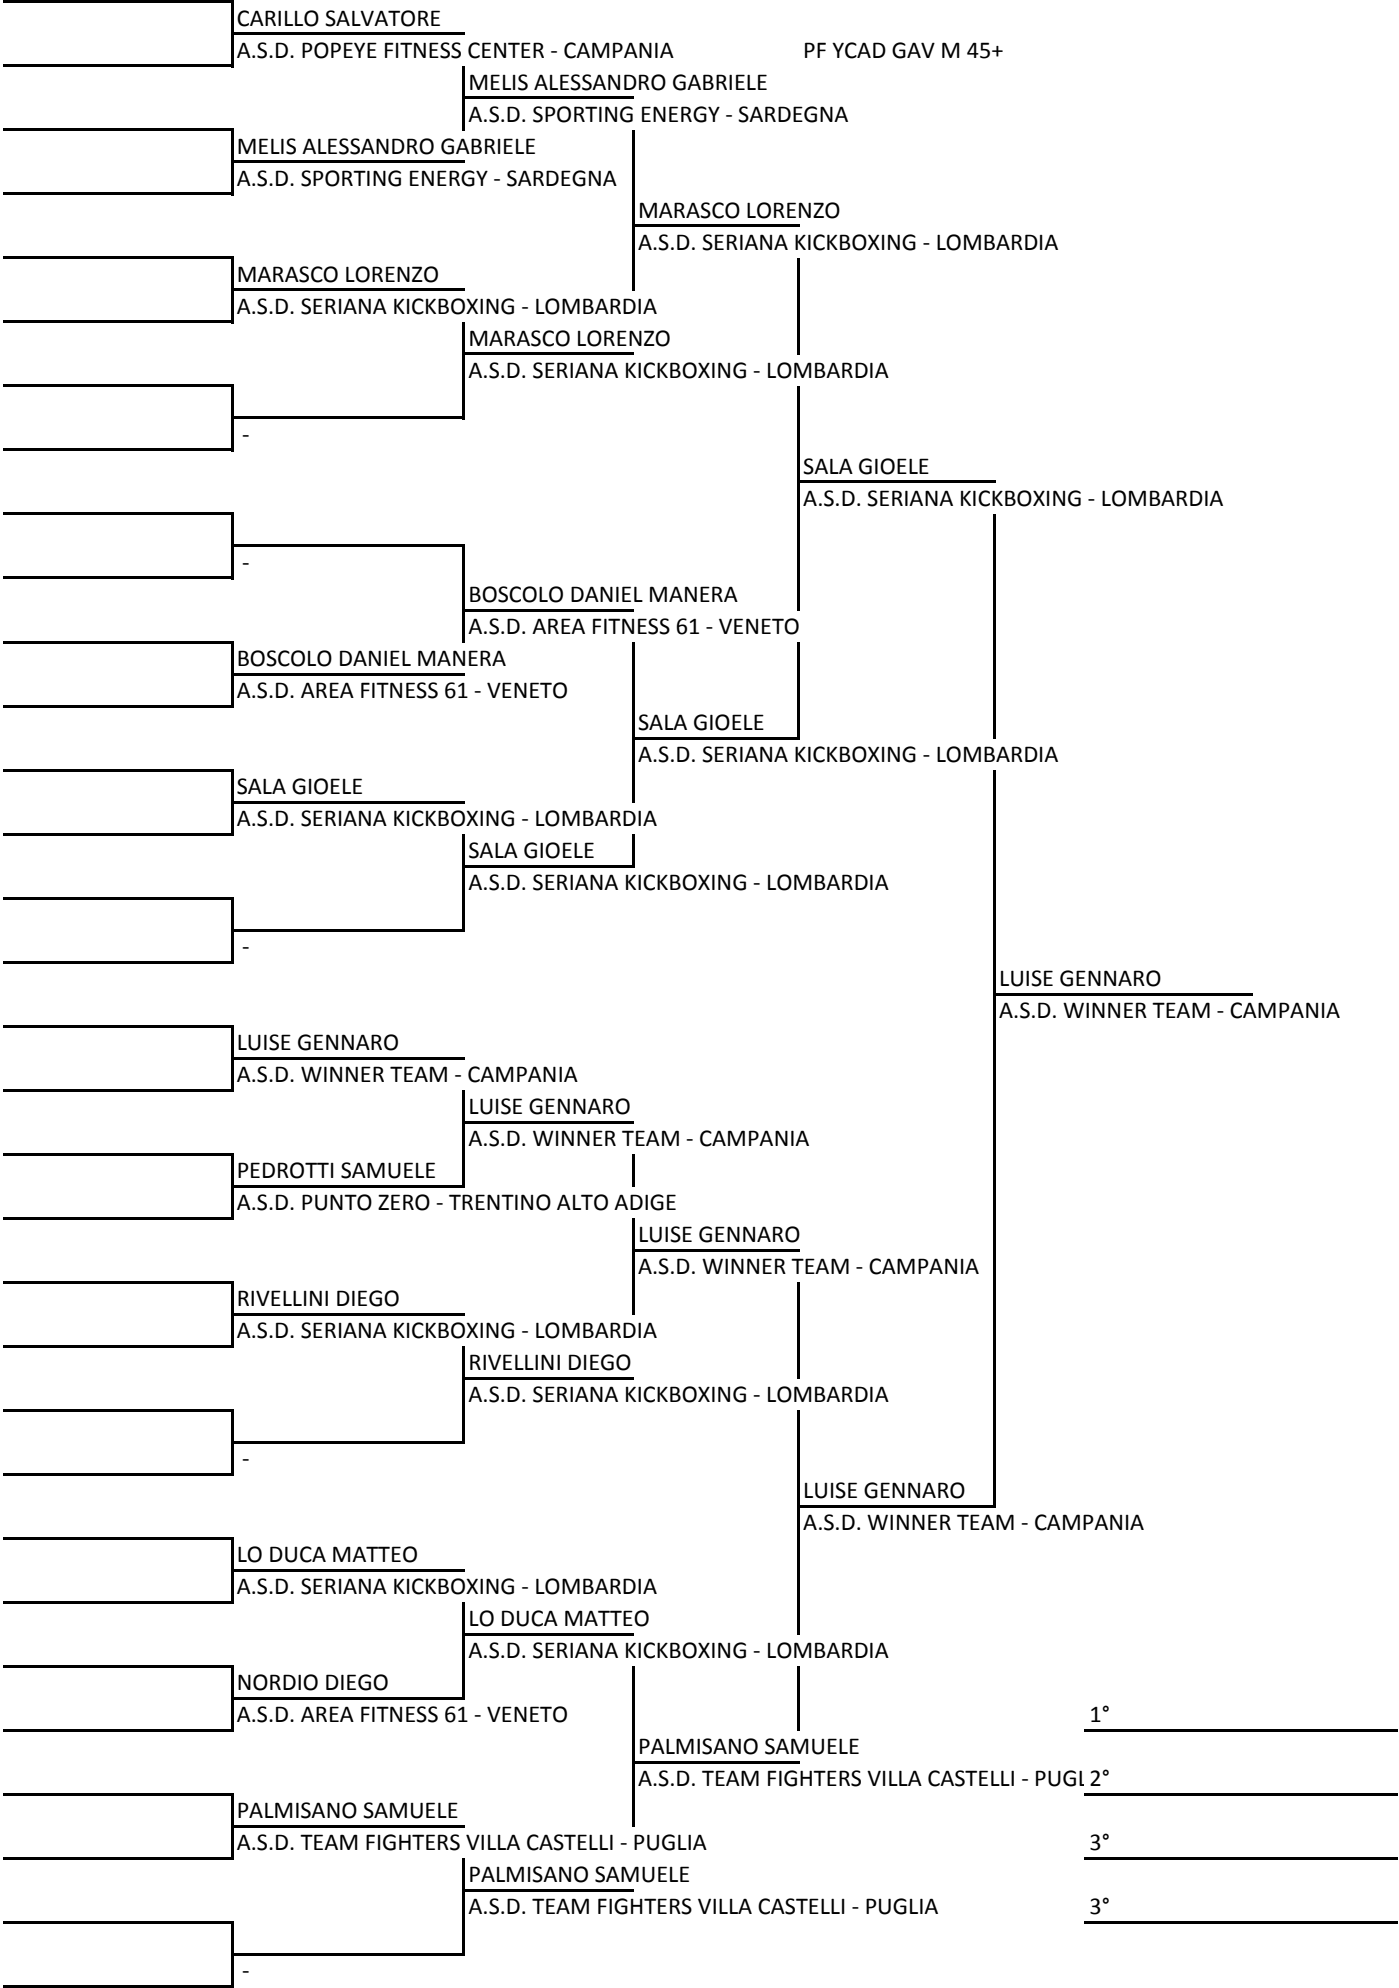 CARILLO SALVATORE
A.S.D. POPEYE FITNESS CENTER - CAMPANIA PF YCAD GAV M 45+
MELIS ALESSANDRO GABRIELE
A.S.D. SPORTING ENERGY - SARDEGNA
MELIS ALESSANDRO GABRIELE
A.S.D. SPORTING ENERGY - SARDEGNA
MARASCO LORENZO
A.S.D. SERIANA KICKBOXING - LOMBARDIA
MARASCO LORENZO
A.S.D. SERIANA KICKBOXING - LOMBARDIA
MARASCO LORENZO
A.S.D. SERIANA KICKBOXING - LOMBARDIA
-
SALA GIOELE
A.S.D. SERIANA KICKBOXING - LOMBARDIA
-
BOSCOLO DANIEL MANERA
A.S.D. AREA FITNESS 61 - VENETO
BOSCOLO DANIEL MANERA
A.S.D. AREA FITNESS 61 - VENETO
SALA GIOELE
A.S.D. SERIANA KICKBOXING - LOMBARDIA
SALA GIOELE
A.S.D. SERIANA KICKBOXING - LOMBARDIA
SALA GIOELE
A.S.D. SERIANA KICKBOXING - LOMBARDIA
-
LUISE GENNARO
A.S.D. WINNER TEAM - CAMPANIA
LUISE GENNARO
A.S.D. WINNER TEAM - CAMPANIA
LUISE GENNARO
A.S.D. WINNER TEAM - CAMPANIA
PEDROTTI SAMUELE
A.S.D. PUNTO ZERO - TRENTINO ALTO ADIGE
LUISE GENNARO
A.S.D. WINNER TEAM - CAMPANIA
RIVELLINI DIEGO
A.S.D. SERIANA KICKBOXING - LOMBARDIA
RIVELLINI DIEGO
A.S.D. SERIANA KICKBOXING - LOMBARDIA
-
LUISE GENNARO
A.S.D. WINNER TEAM - CAMPANIA
LO DUCA MATTEO
A.S.D. SERIANA KICKBOXING - LOMBARDIA
LO DUCA MATTEO
A.S.D. SERIANA KICKBOXING - LOMBARDIA
NORDIO DIEGO
A.S.D. AREA FITNESS 61 - VENETO 1°
PALMISANO SAMUELE
A.S.D. TEAM FIGHTERS VILLA CASTELLI - PUGL 2°
PALMISANO SAMUELE
A.S.D. TEAM FIGHTERS VILLA CASTELLI - PUGLIA 3°
PALMISANO SAMUELE
A.S.D. TEAM FIGHTERS VILLA CASTELLI - PUGLIA 3°
-